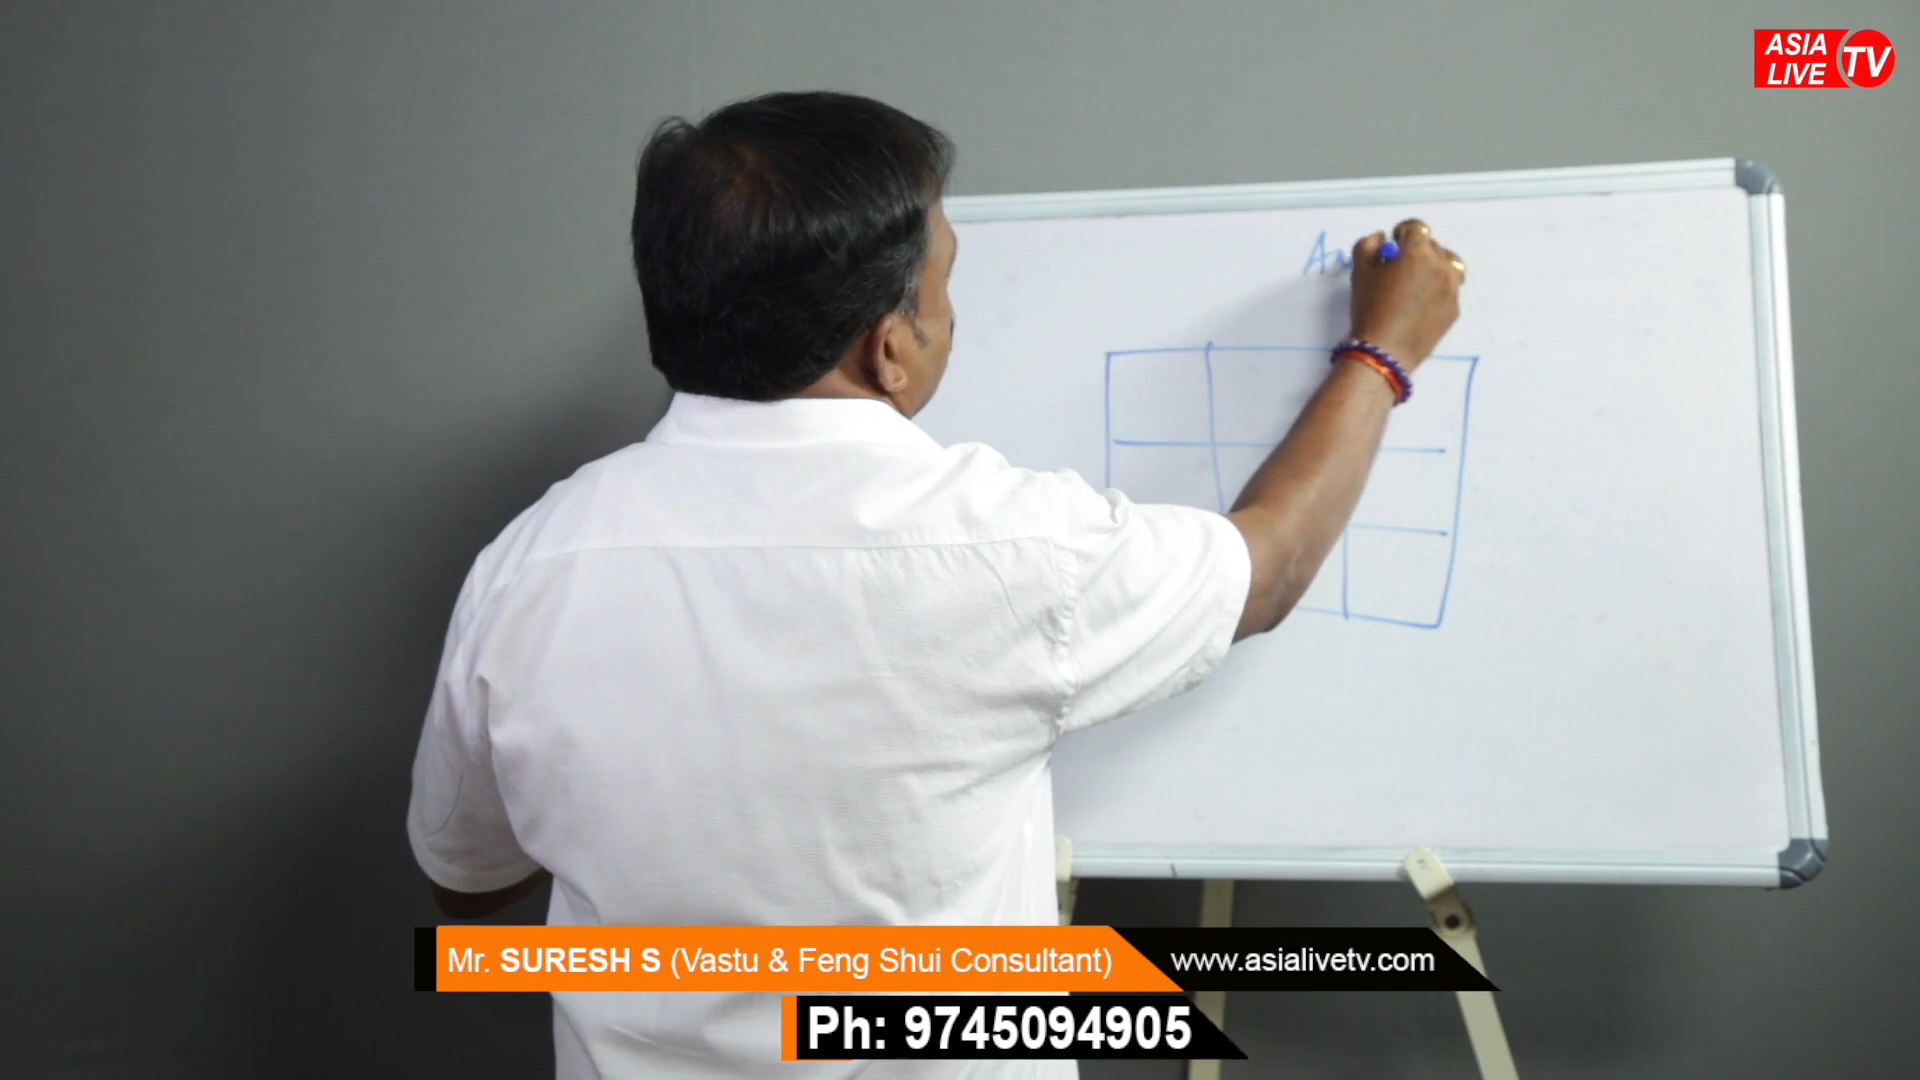 ASIA
LIVE TV
Mr. SURESH S (Vastu & Feng Shui Consultant) www.asialivetv.com
Ph: 9745094905